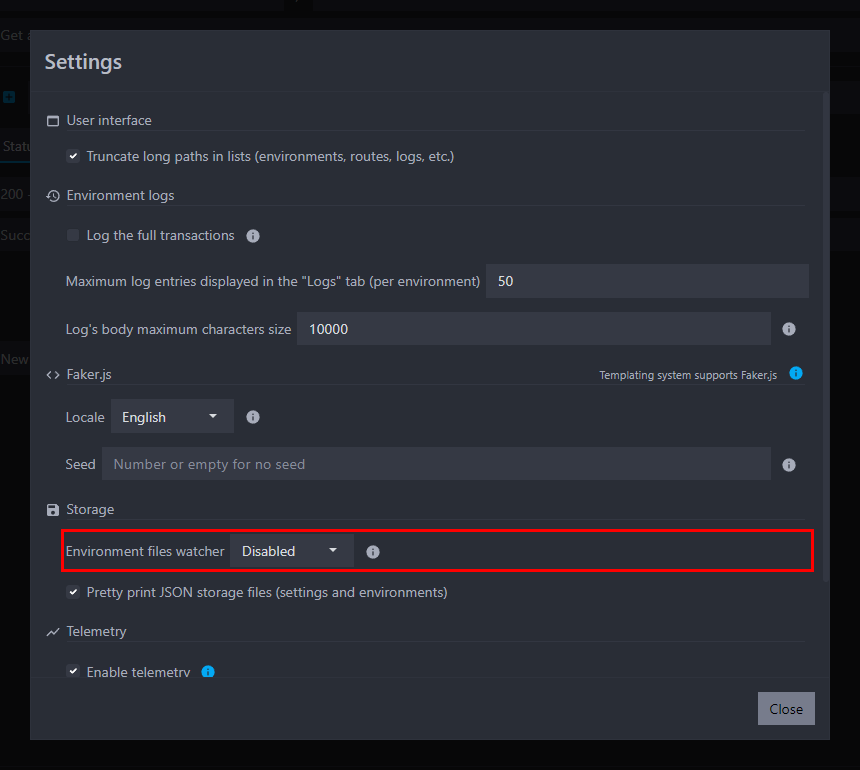 Get
Settings
User interface
Truncate long paths in lists (environments, routes, logs, etc.)
Environment logs
Log the full transactions
Maximum log entries displayed in the "Logs" tab (per environment) 50
Log's body maximum characters size 10000
Faker.js Templating system supports Faker.js
Locale English
Seed Number or empty for no seed
Storage
Environment files watcher Disabled
Pretty print JSON storage files (settings and environments)
Telemetry
Enable telemetry
Close
200
New